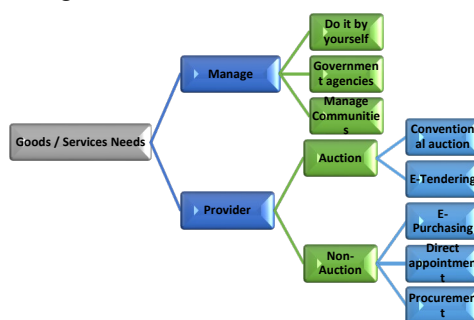 Do it by
yourself
Governmen
t agencies
Manage
Communitie
s
Manage
Goods / Services Needs
Provider
Auction
Convention
al auction
E-Tendering
Non-
Auction
E-
Purchasing
Direct
appointmen
t
Procuremen
t